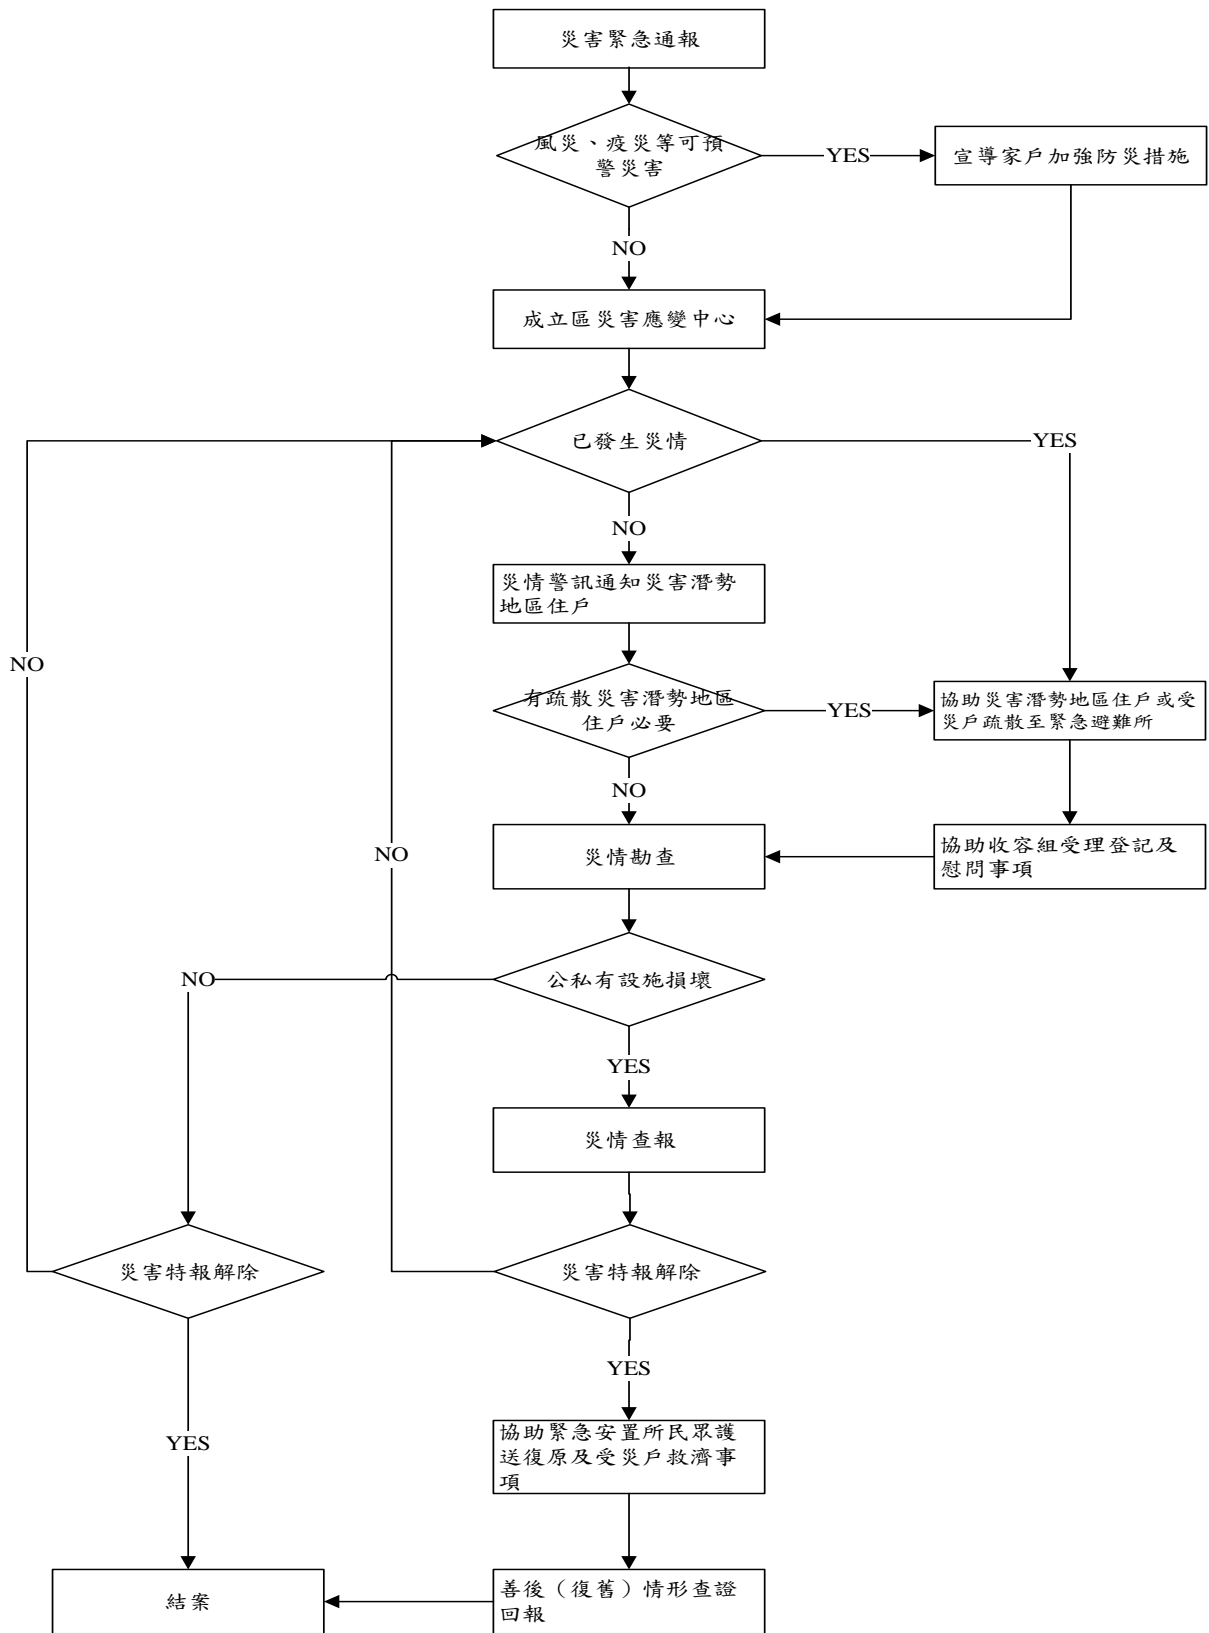 災害緊急通報
風災、疫災等可預
警災害
YES
宣導家戶加強防災措施
NO
成立區災害應變中心
已發生災情
YES
NO
災情警訊通知災害潛勢
地區住戶
NO
有疏散災害潛勢地區
住戶必要
YES
協助災害潛勢地區住戶或受
災戶疏散至緊急避難所
NO
災情勘查
協助收容組受理登記及
慰問事項
NO
公私有設施損壞
NO
YES
災情查報
災害特報解除
災害特報解除
YES
YES
協助緊急安置所民眾護
送復原及受災戶救濟事
項
結案
善後（復舊）情形查證
回報